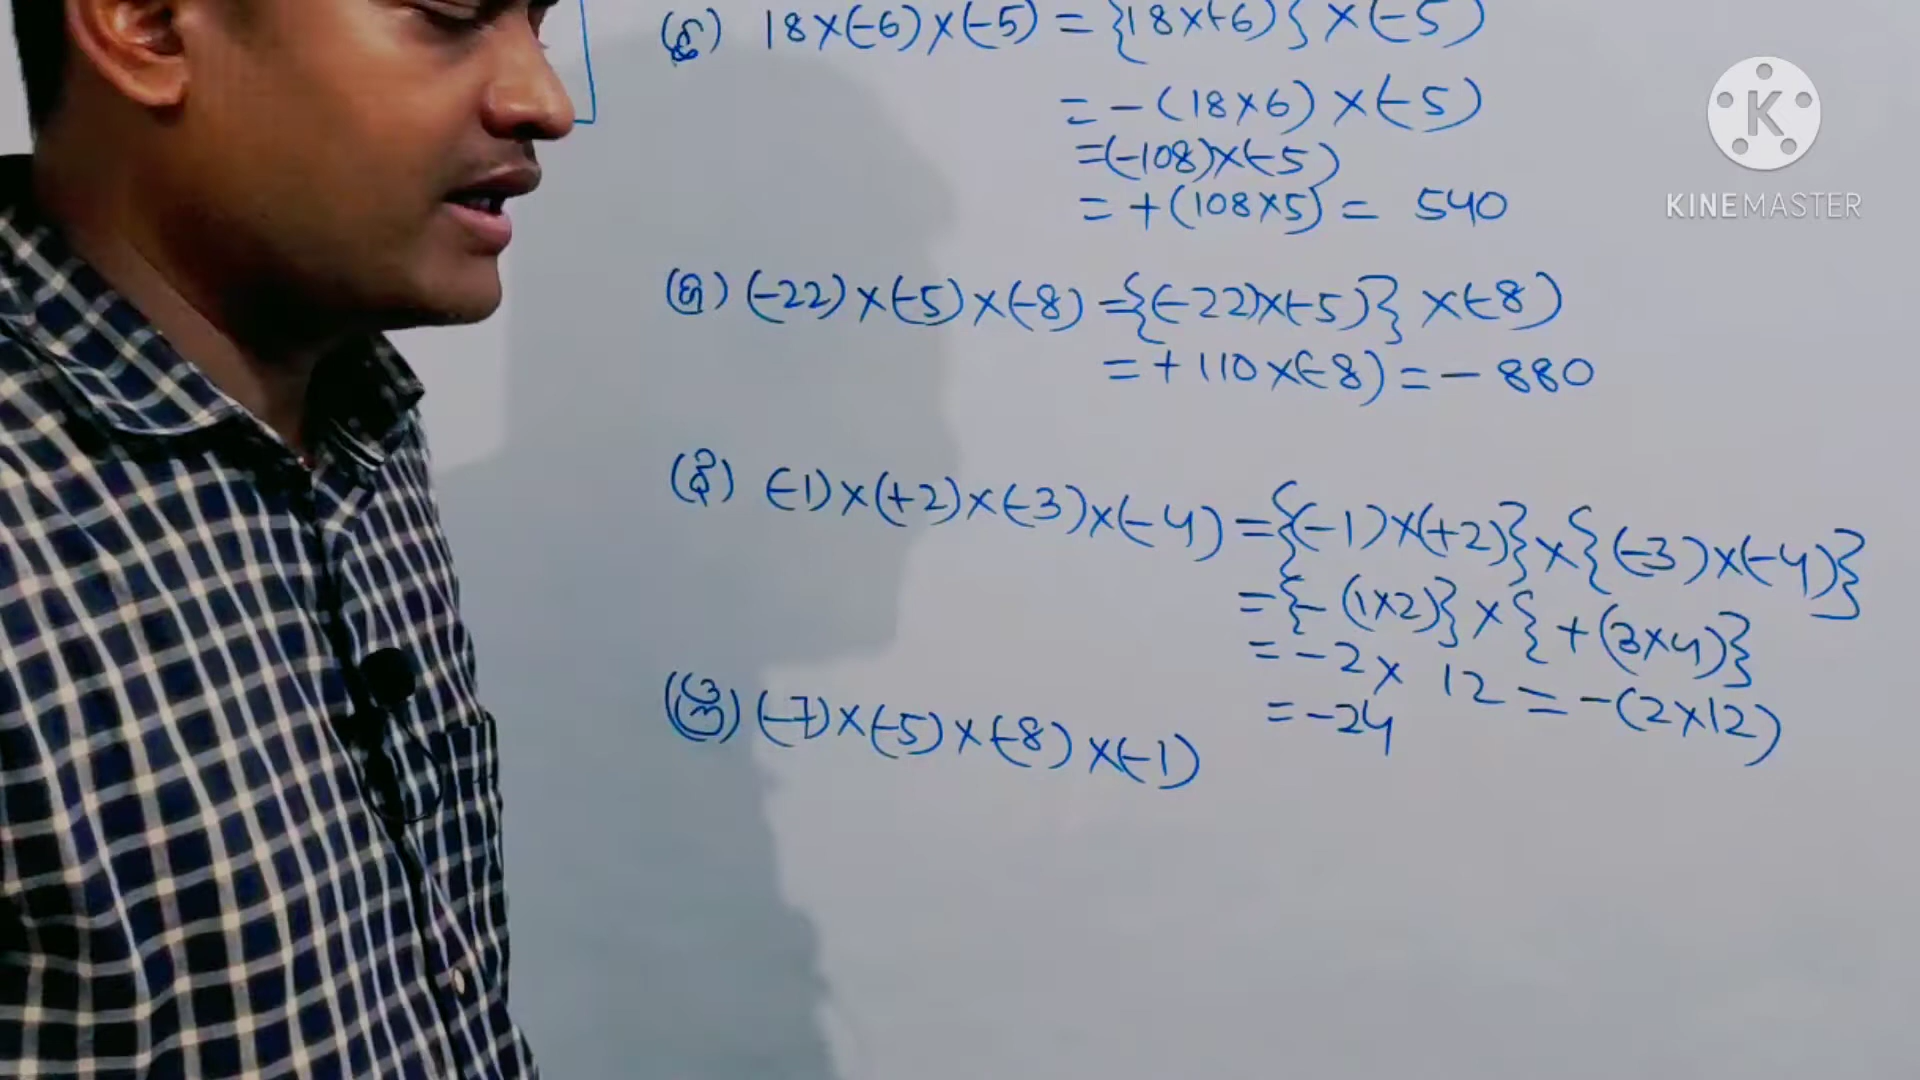 18×(-6)×(-5) = {18×(-6)} × (-5)
= -(18×6) × (-5)
=(-108)×(-5)
= +(108×5) = 540
KINEMASTER
(-22)×(-5)×(-8) ={(-22)×(-5)} ×(-8)
= +110×(-8) = -880
(-1)×(+2)×(-3)×(-4) ={(-1)×(+2)}×{(-3)×(-4)}
={-(1×2)}×{+(3×4)}
= -2× 12 = -(2×12)
= -24
(-7)×(-5)×(-8)×(-1)